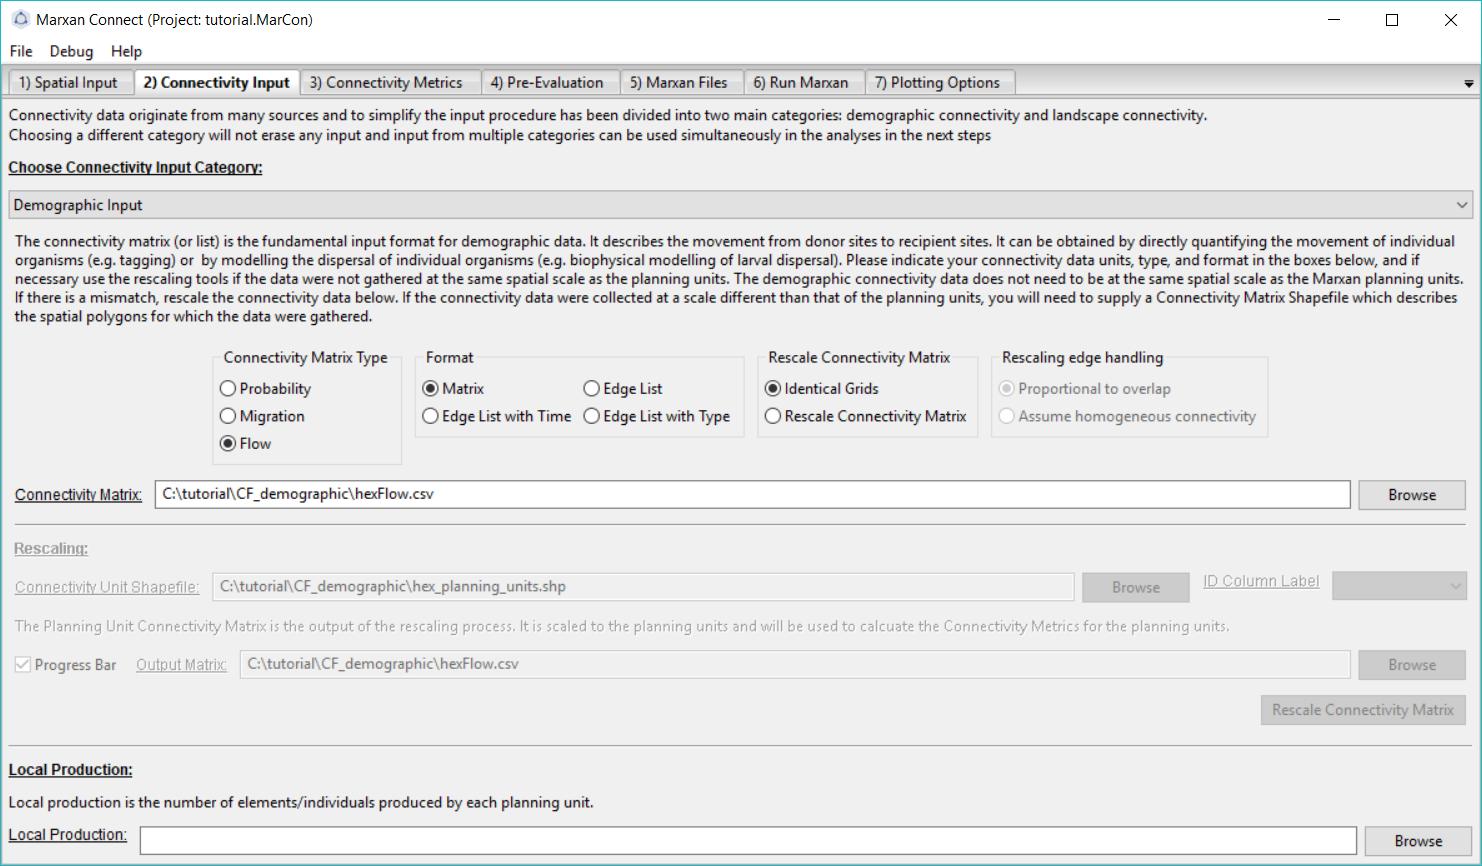 Marxan Connect (Project: tutorial.MarCon)
File Debug Help
1) Spatial Input 2) Connectivity Input 3) Connectivity Metrics 4) Pre-Evaluation 5) Marxan Files 6) Run Marxan 7) Plotting Options
Connectivity data originate from many sources and to simplify the input procedure has been divided into two main categories: demographic connectivity and landscape connectivity.
Choosing a different category will not erase any input and input from multiple categories can be used simultaneously in the analyses in the next steps
Choose Connectivity Input Category:
Demographic Input
The connectivity matrix (or list) is the fundamental input format for demographic data. It describes the movement from donor sites to recipient sites. It can be obtained by directly quantifying the movement of individual
organisms (e.g. tagging) or by modelling the dispersal of individual organisms (e.g. biophysical modelling of larval dispersal). Please indicate your connectivity data units, type, and format in the boxes below, and if
necessary use the rescaling tools if the data were not gathered at the same spatial scale as the planning units. The demographic connectivity data does not need to be at the same spatial scale as the Marxan planning units.
If there is a mismatch, rescale the connectivity data below. If the connectivity data were collected at a scale different than that of the planning units, you will need to supply a Connectivity Matrix Shapefile which describes
the spatial polygons for which the data were gathered.
Connectivity Matrix Type Format Rescale Connectivity Matrix Rescaling edge handling
Probability Matrix Edge List Identical Grids Proportional to overlap
Migration Edge List with Time Edge List with Type Rescale Connectivity Matrix Assume homogeneous connectivity
Flow
Connectivity Matrix: C:\tutorial\CF_demographic\hexFlow.csv Browse
Rescaling:
Connectivity Unit Shapefile: C:\tutorial\CF_demographic\hex_planning_units.shp Browse ID Column Label
The Planning Unit Connectivity Matrix is the output of the rescaling process. It is scaled to the planning units and will be used to calcuate the Connectivity Metrics for the planning units.
Progress Bar Output Matrix: C:\tutorial\CF_demographic\hexFlow.csv Browse
Rescale Connectivity Matrix
Local Production:
Local production is the number of elements/individuals produced by each planning unit.
Local Production: Browse